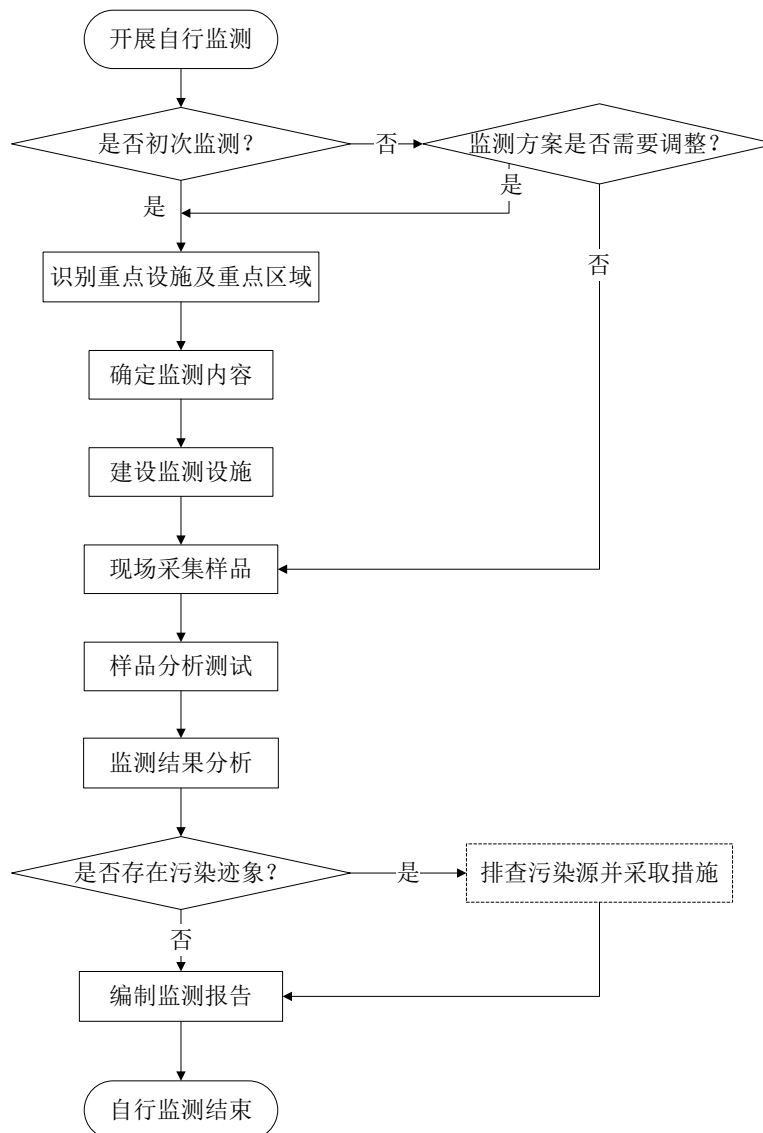 开展自行监测
是否初次监测?
否
监测方案是否需要调整?
是
是
识别重点设施及重点区域
否
确定监测内容
建设监测设施
现场采集样品
样品分析测试
监测结果分析
是否存在污染迹象?
是
排查污染源并采取措施
否
编制监测报告
自行监测结束